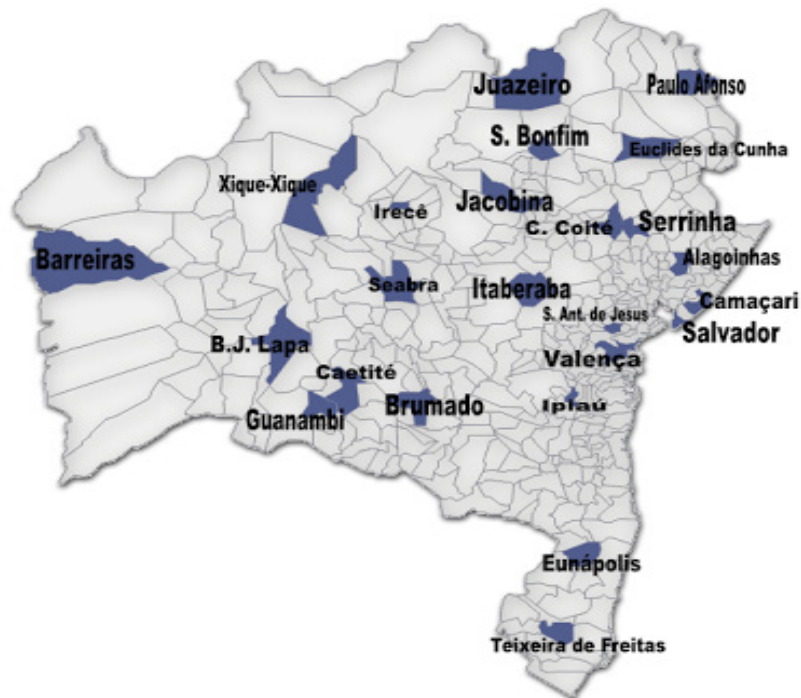 Juazeiro
Paulo Afonso
S. Bonfim
Euclides da Cunha
Xique-Xique
Irecê
Jacobina
C. Coité
Serrinha
Barreiras
Seabra
Itaberaba
Alagoinhas
S. Ant. de Jesus
Camaçari
Salvador
B.J. Lapa
Valença
Caetité
Guanambi
Brumado
Ipiaú
Eunápolis
Teixeira de Freitas